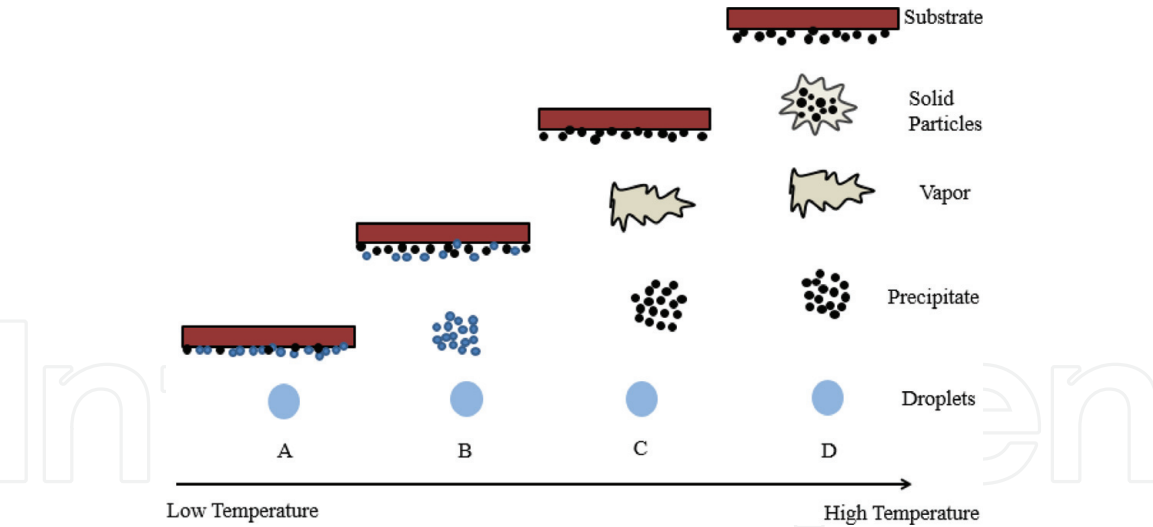 Substrate
Solid
Particles
Vapor
Precipitate
Droplets
A B C D
Low Temperature
High Temperature